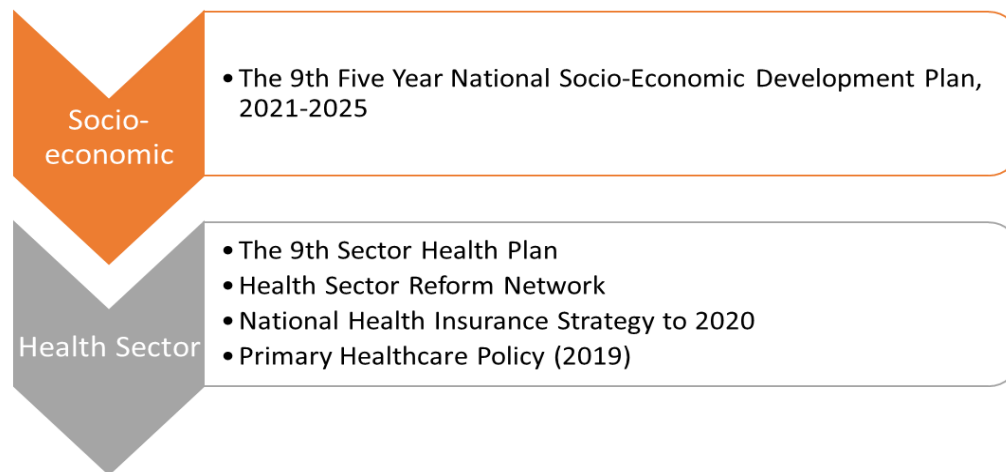 Socio-
economic
• The 9th Five Year National Socio-Economic Development Plan,
2021-2025
Health Sector
• The 9th Sector Health Plan
• Health Sector Reform Network
• National Health Insurance Strategy to 2020
• Primary Healthcare Policy (2019)